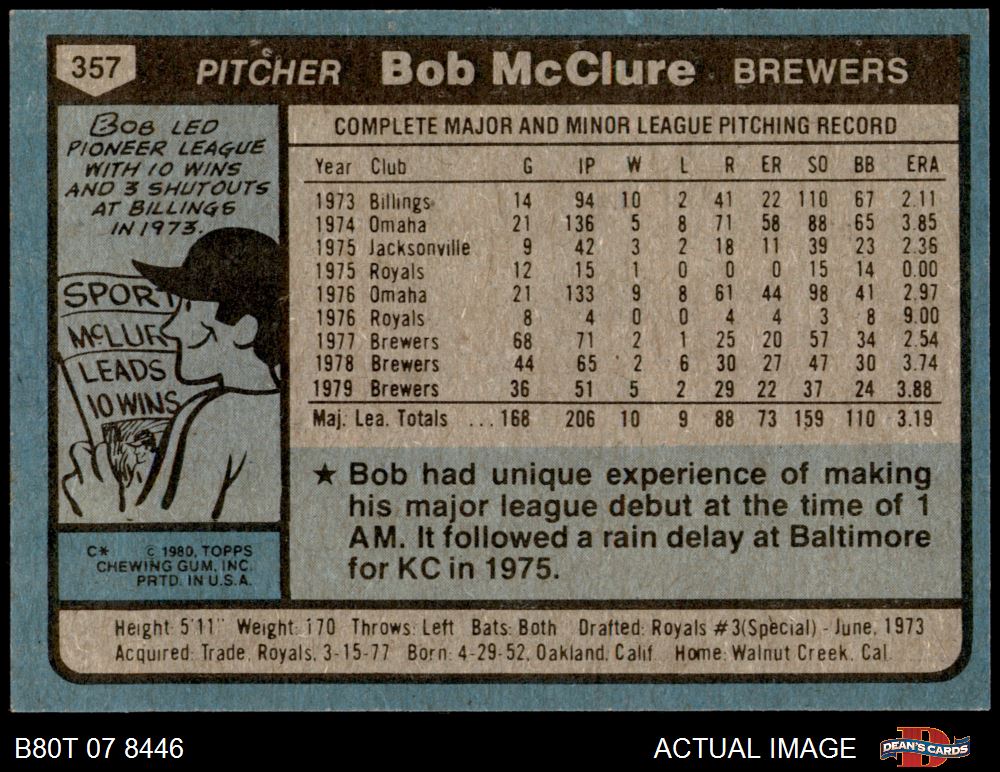 357 PITCHER Bob McClure BREWERS
BOB LED
PIONEER LEAGUE
WITH 10 WINS
AND 3 SHUTOUTS
AT BILLINGS
IN 1973.
SPORT
McLUR
LEADS
10 WINS
C* © 1980, TOPPS
CHEWING GUM, INC.
PRTD. IN U.S.A.
COMPLETE MAJOR AND MINOR LEAGUE PITCHING RECORD
Year Club G IP W L R ER SO BB ERA
1973 Billings 14 94 10 2 41 22 110 67 2.11
1974 Omaha 21 136 5 8 71 58 88 65 3.85
1975 Jacksonville 9 42 3 2 18 11 39 23 2.36
1975 Royals 12 15 1 0 0 0 15 14 0.00
1976 Omaha 21 133 9 8 61 44 98 41 2.97
1976 Royals 8 4 0 0 4 4 3 8 9.00
1977 Brewers 68 71 2 1 25 20 57 34 2.54
1978 Brewers 44 65 2 6 30 27 47 30 3.74
1979 Brewers 36 51 5 2 29 22 37 24 3.88
Maj. Lea. Totals ... 168 206 10 9 88 73 159 110 3.19
★ Bob had unique experience of making
his major league debut at the time of 1
AM. It followed a rain delay at Baltimore
for KC in 1975.
Height: 5'11" Weight: 170 Throws: Left Bats: Both Drafted: Royals #3(Special) - June, 1973
Acquired: Trade, Royals, 3-15-77 Born: 4-29-52, Oakland, Calif. Home: Walnut Creek, Cal.
B80T 07 8446 ACTUAL IMAGE D DEAN'S CARDS